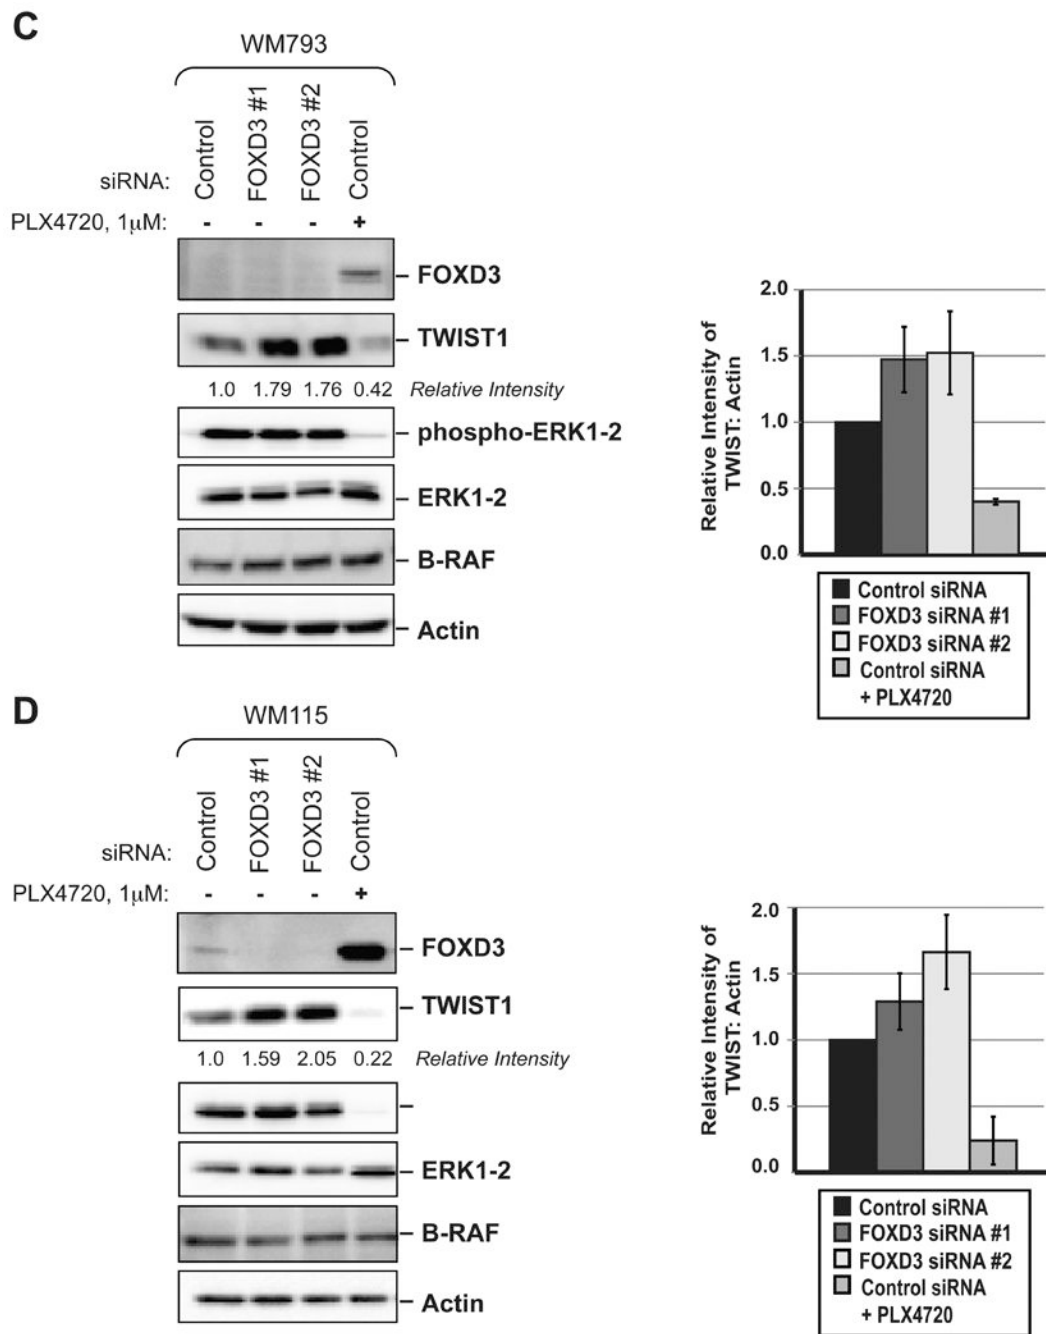 C
WM793
siRNA: Control FOXD3 #1 FOXD3 #2 Control
PLX4720, 1μM: - - - +
FOXD3
TWIST1
1.0 1.79 1.76 0.42 Relative Intensity
phospho-ERK1-2
ERK1-2
B-RAF
Actin
Relative Intensity of
TWIST: Actin
2.0
1.5
1.0
0.5
0.0
Control siRNA
FOXD3 siRNA #1
FOXD3 siRNA #2
Control siRNA
+ PLX4720
D
WM115
siRNA: Control FOXD3 #1 FOXD3 #2 Control
PLX4720, 1μM: - - - +
FOXD3
TWIST1
1.0 1.59 2.05 0.22 Relative Intensity
ERK1-2
B-RAF
Actin
Relative Intensity of
TWIST: Actin
2.0
1.5
1.0
0.5
0.0
Control siRNA
FOXD3 siRNA #1
FOXD3 siRNA #2
Control siRNA
+ PLX4720